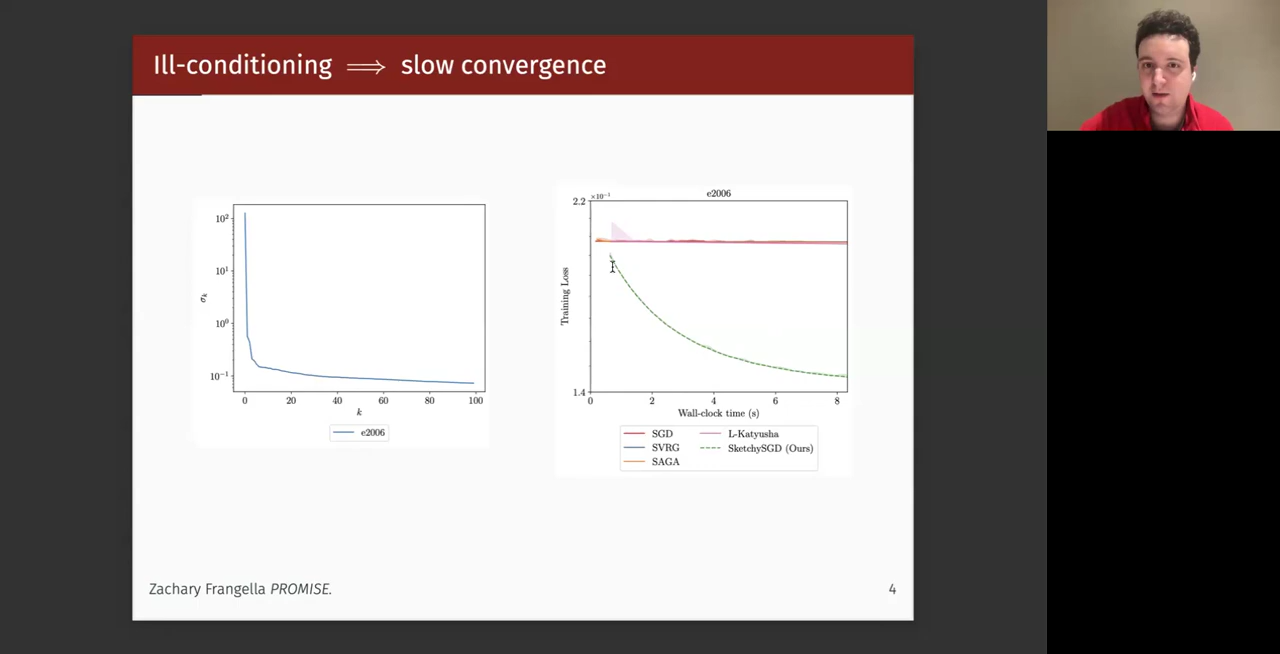 Ill-conditioning ⟹ slow convergence
10²
10¹
10⁰
10⁻¹
σₖ
0 20 40 60 80 100
k
e2006
e2006
×10⁻¹
2.2
1.4
Training Loss
0 2 4 6 8
Wall-clock time (s)
SGD
SVRG
SAGA
L-Katyusha
SketchySGD (Ours)
Zachary Frangella PROMISE.
4